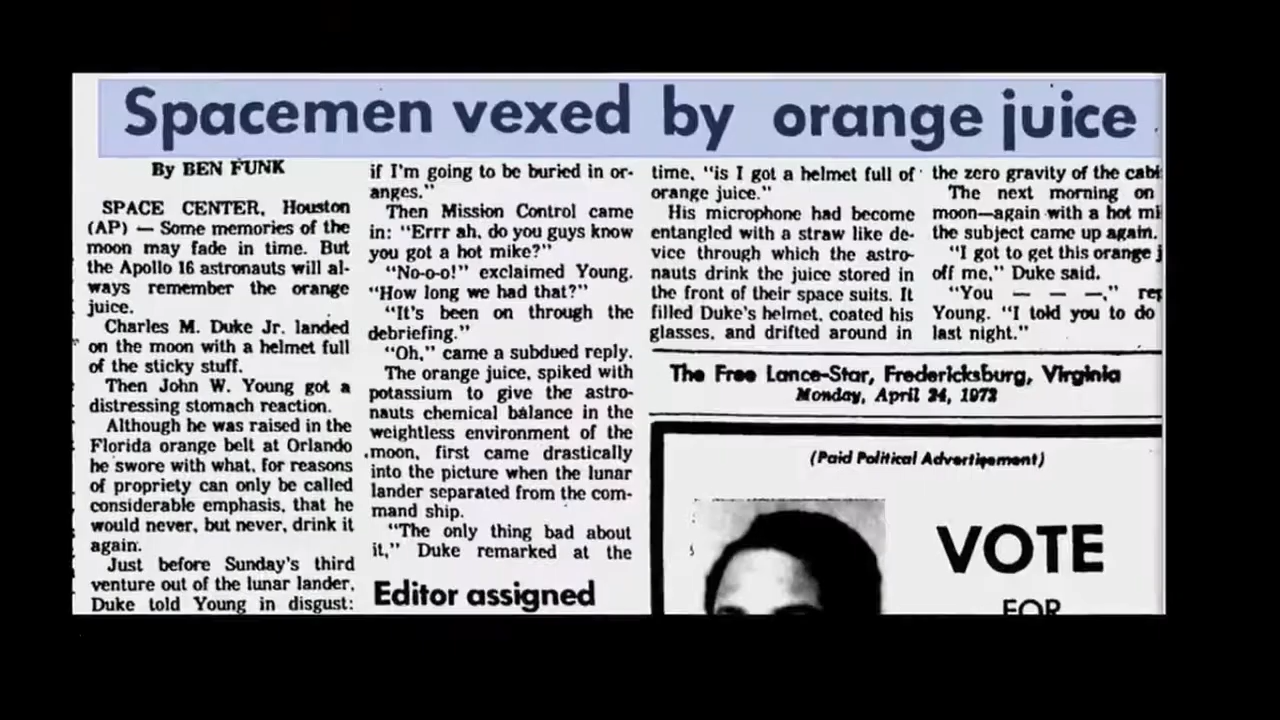 Spacemen vexed by orange juice
By BEN FUNK
SPACE CENTER, Houston
(AP) — Some memories of the
moon may fade in time. But
the Apollo 16 astronauts will al-
ways remember the orange
juice.
Charles M. Duke Jr. landed
on the moon with a helmet full
of the sticky stuff.
Then John W. Young got a
distressing stomach reaction.
Although he was raised in the
Florida orange belt at Orlando
he swore with what, for reasons
of propriety can only be called
considerable emphasis, that he
would never, but never, drink it
again.
Just before Sunday's third
venture out of the lunar lander,
Duke told Young in disgust:
if I'm going to be buried in or-
anges."
Then Mission Control came
in: "Errr ah, do you guys know
you got a hot mike?"
"No-o-o!" exclaimed Young.
"How long we had that?"
"It's been on through the
debriefing."
"Oh," came a subdued reply.
The orange juice, spiked with
potassium to give the astro-
nauts chemical balance in the
weightless environment of the
moon, first came drastically
into the picture when the lunar
lander separated from the com-
mand ship.
"The only thing bad about
it," Duke remarked at the
Editor assigned
time, "is I got a helmet full of
orange juice."
His microphone had become
entangled with a straw like de-
vice through which the astro-
nauts drink the juice stored in
the front of their space suits. It
filled Duke's helmet, coated his
glasses, and drifted around in
the zero gravity of the cabi
The next morning on
moon—again with a hot mi
the subject came up again.
"I got to get this orange j
off me," Duke said.
"You — — —," rep
Young. "I told you to do
last night."
The Free Lance-Star, Fredericksburg, Virginia
Monday, April 24, 1972
(Paid Political Advertisement)
VOTE
FOR